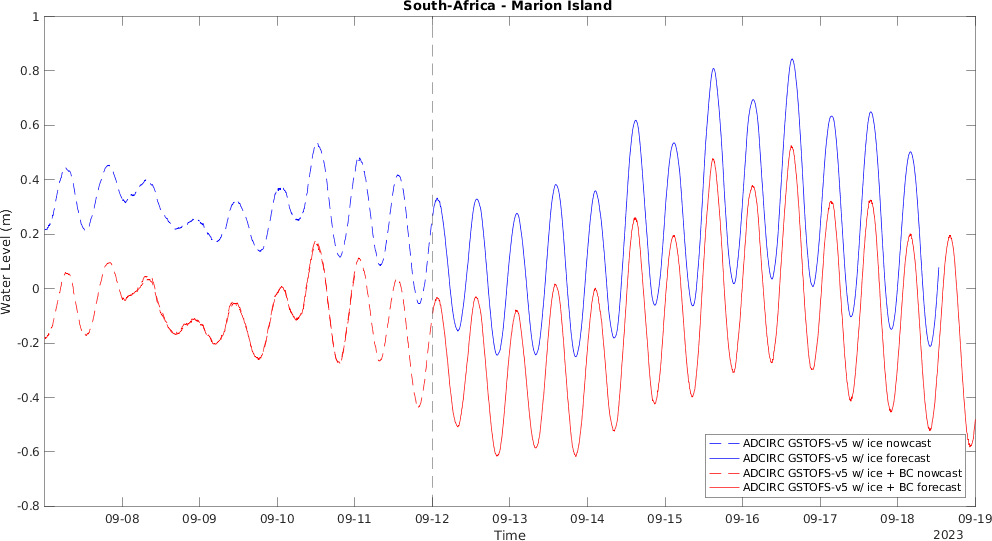 South-Africa - Marion Island
1
0.8
0.6
0.4
0.2
0
-0.2
-0.4
-0.6
-0.8
Water Level (m)
ADCIRC GSTOFS-v5 w/ ice nowcast
ADCIRC GSTOFS-v5 w/ ice forecast
ADCIRC GSTOFS-v5 w/ ice + BC nowcast
ADCIRC GSTOFS-v5 w/ ice + BC forecast
09-08 09-09 09-10 09-11 09-12 09-13 09-14 09-15 09-16 09-17 09-18 09-19
Time
2023